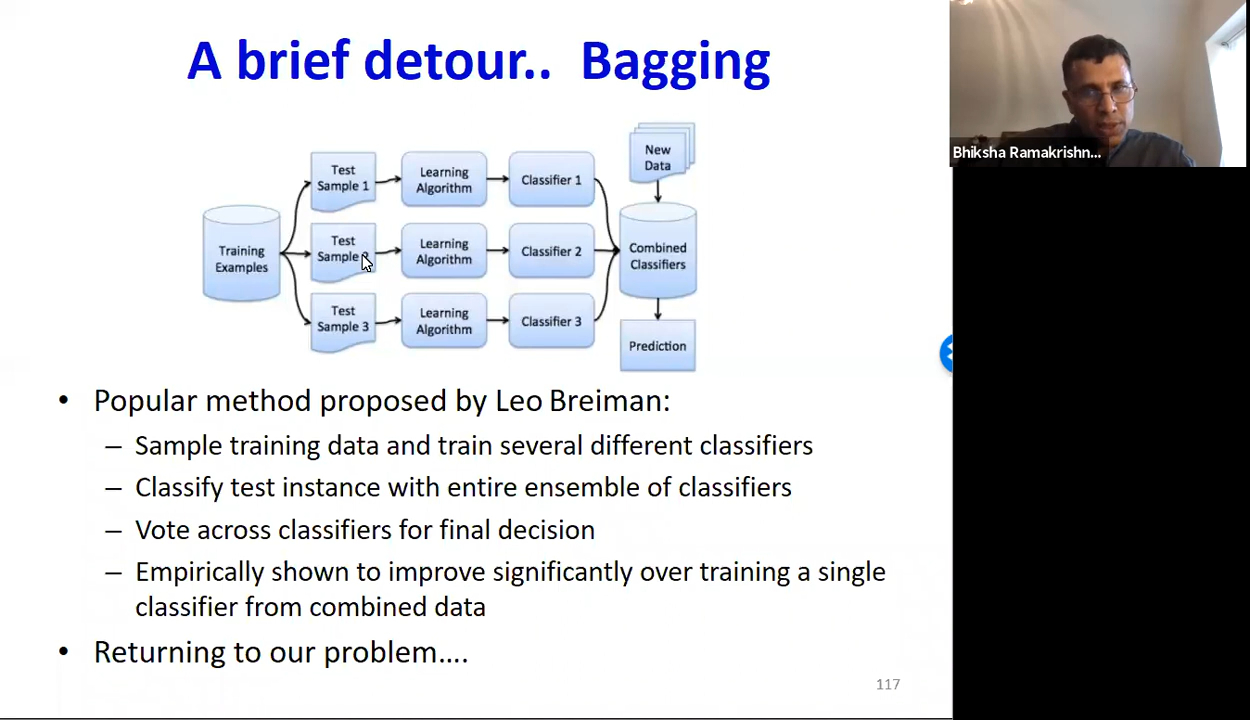 A brief detour.. Bagging
Bhiksha Ramakrishn...
New
Data
Test
Sample 1
Learning
Algorithm
Classifier 1
Training
Examples
Test
Sample
Learning
Algorithm
Classifier 2
Combined
Classifiers
Test
Sample 3
Learning
Algorithm
Classifier 3
Prediction
• Popular method proposed by Leo Breiman:
– Sample training data and train several different classifiers
– Classify test instance with entire ensemble of classifiers
– Vote across classifiers for final decision
– Empirically shown to improve significantly over training a single
classifier from combined data
• Returning to our problem....
117